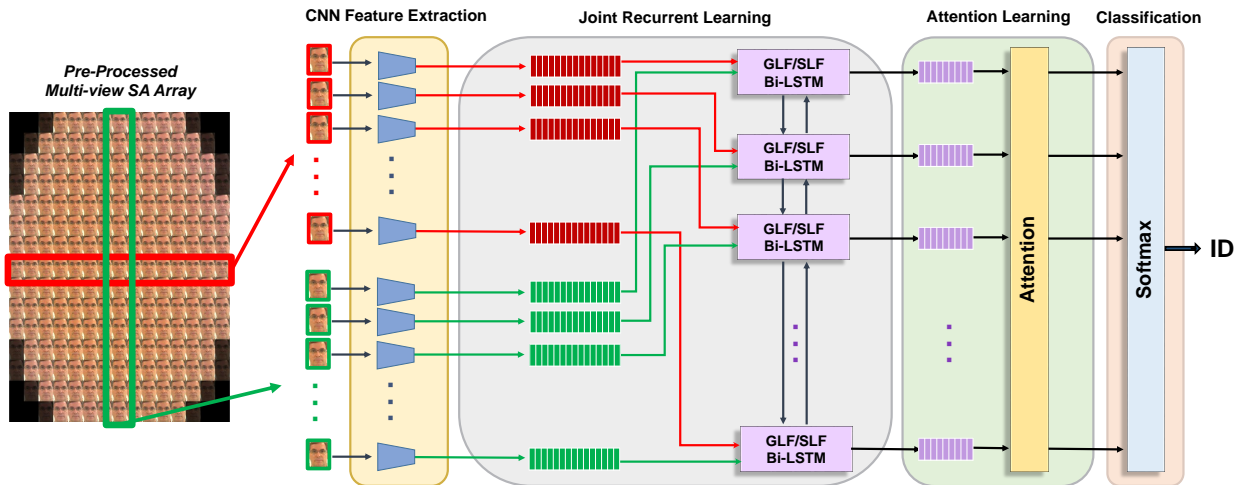 CNN Feature Extraction
Joint Recurrent Learning
Attention Learning
Classification
Pre-Processed
Multi-view SA Array
GLF/SLF
Bi-LSTM
GLF/SLF
Bi-LSTM
GLF/SLF
Bi-LSTM
GLF/SLF
Bi-LSTM
Attention
Softmax
ID